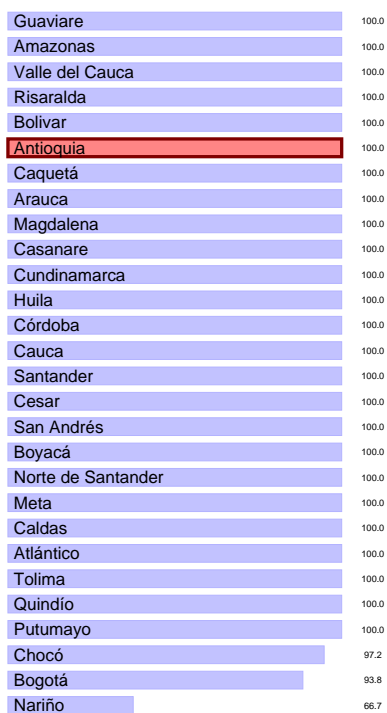 Guaviare 100.0
Amazonas 100.0
Valle del Cauca 100.0
Risaralda 100.0
Bolivar 100.0
Antioquia 100.0
Caquetá 100.0
Arauca 100.0
Magdalena 100.0
Casanare 100.0
Cundinamarca 100.0
Huila 100.0
Córdoba 100.0
Cauca 100.0
Santander 100.0
Cesar 100.0
San Andrés 100.0
Boyacá 100.0
Norte de Santander 100.0
Meta 100.0
Caldas 100.0
Atlántico 100.0
Tolima 100.0
Quindío 100.0
Putumayo 100.0
Chocó 97.2
Bogotá 93.8
Nariño 66.7